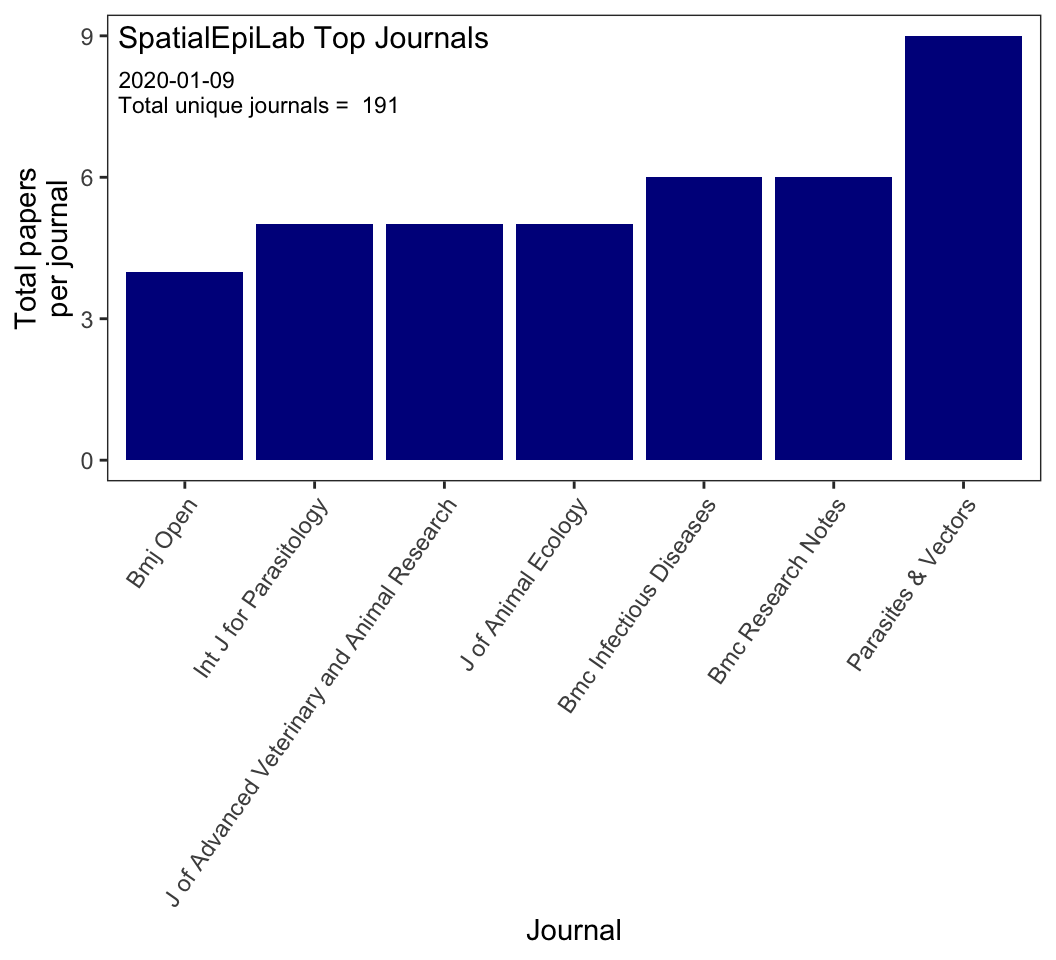 SpatialEpiLab Top Journals
2020-01-09
Total unique journals =  191
Total papers
per journal
9
6
3
0
Bmj Open
Int J for Parasitology
J of Advanced Veterinary and Animal Research
J of Animal Ecology
Bmc Infectious Diseases
Bmc Research Notes
Parasites & Vectors
Journal